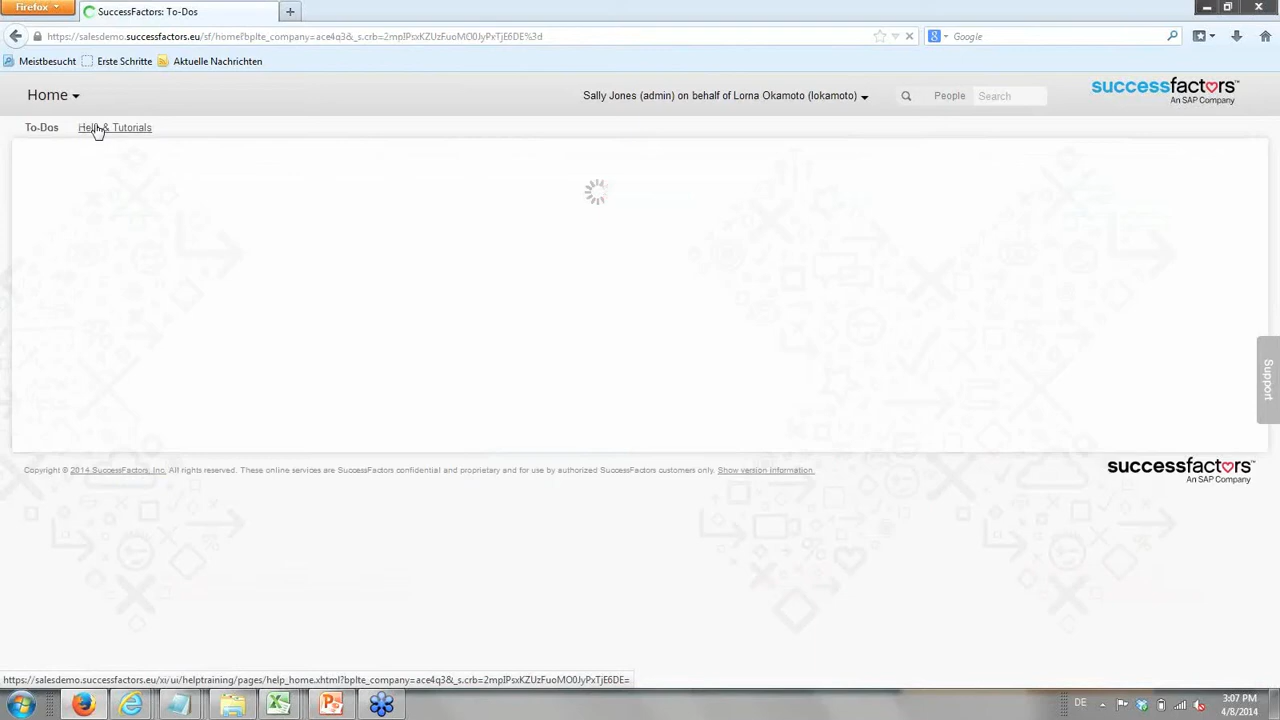 Firefox
SuccessFactors: To-Dos
https://salesdemo.successfactors.eu/sf/home?bplte_company=ace4q3&_s.crb=2mpIPsxKZUzFuoMO0JyPxTjE6DE%3d
Google
Meistbesucht
Erste Schritte
Aktuelle Nachrichten
Home
Sally Jones (admin) on behalf of Lorna Okamoto (lokamoto)
People
Search
successfactors™
An SAP Company
To-Dos
Help & Tutorials
Support
Copyright © 2014 SuccessFactors, Inc. All rights reserved. These online services are SuccessFactors confidential and proprietary and for use by authorized SuccessFactors customers only. Show version information.
successfactors™
An SAP Company
https://salesdemo.successfactors.eu/xi/ui/helptraining/pages/help_home.xhtml?bplte_company=ace4q3&_s.crb=2mpIPsxKZUzFuoMO0JyPxTjE6DE=
DE
3:07 PM
4/8/2014